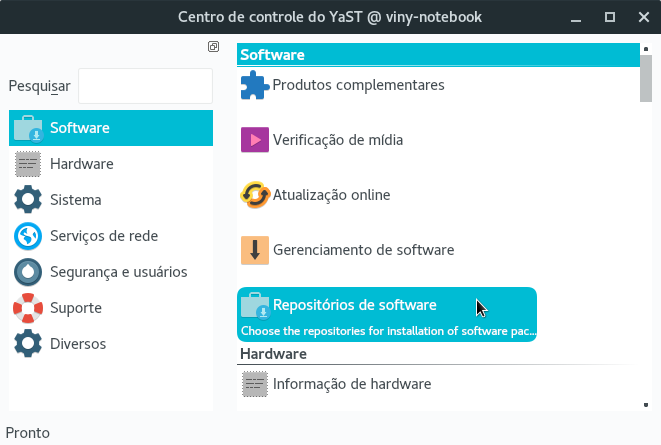 Centro de controle do YaST @ viny-notebook
Pesquisar
Software
Hardware
Sistema
Serviços de rede
Segurança e usuários
Suporte
Diversos
Software
Produtos complementares
Verificação de mídia
Atualização online
Gerenciamento de software
Repositórios de software
Choose the repositories for installation of software pac...
Hardware
Informação de hardware
Pronto